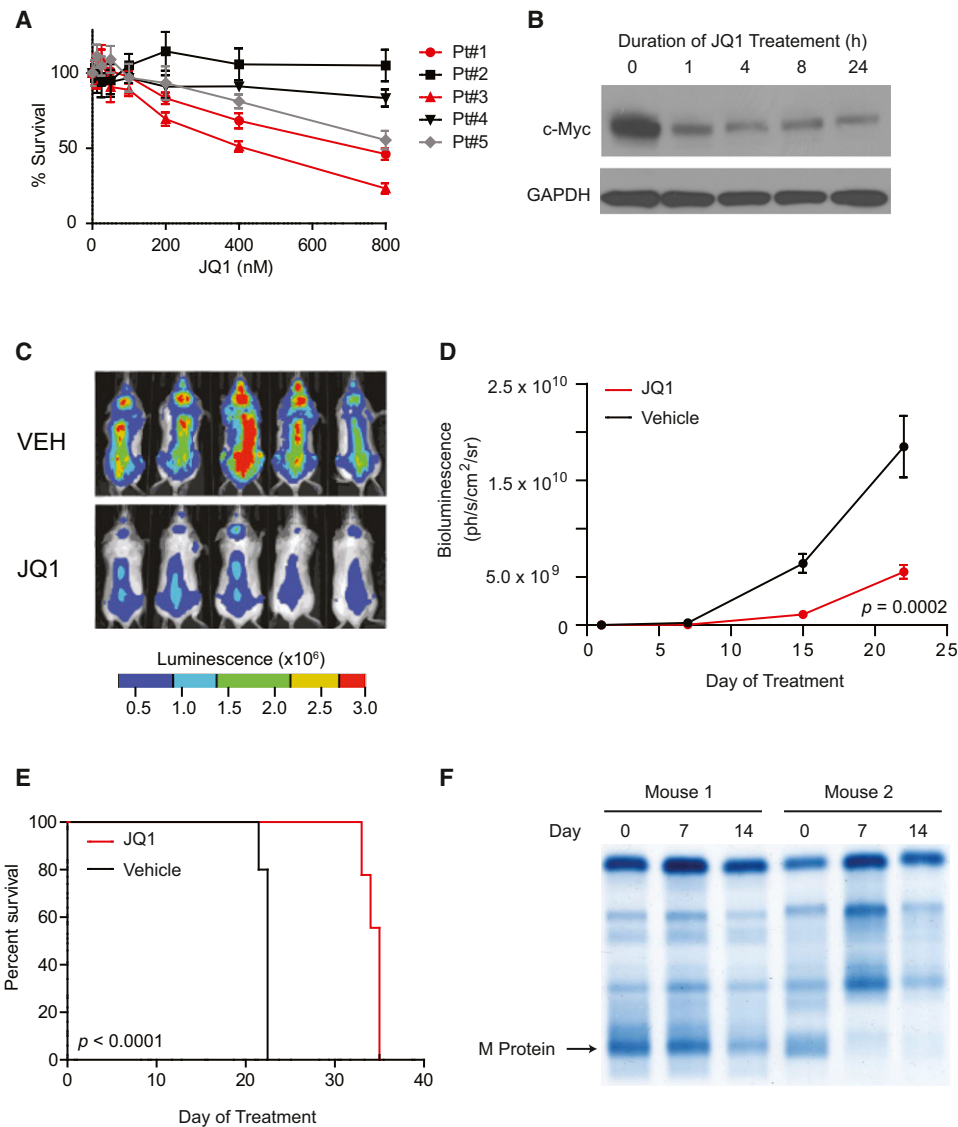 A
% Survival
100
50
0
0 200 400 600 800
JQ1 (nM)
Pt#1
Pt#2
Pt#3
Pt#4
Pt#5
B
Duration of JQ1 Treatement (h)
0 1 4 8 24
c-Myc
GAPDH
C
VEH
JQ1
Luminescence (x10⁶)
0.5 1.0 1.5 2.0 2.5 3.0
D
Bioluminescence
(ph/s/cm²/sr)
2.5 x 10¹⁰
1.5 x 10¹⁰
5.0 x 10⁹
0
JQ1
Vehicle
p = 0.0002
0 5 10 15 20 25
Day of Treatment
E
Percent survival
100
80
60
40
20
0
JQ1
Vehicle
p < 0.0001
0 10 20 30 40
Day of Treatment
F
Mouse 1 Mouse 2
Day 0 7 14 0 7 14
M Protein